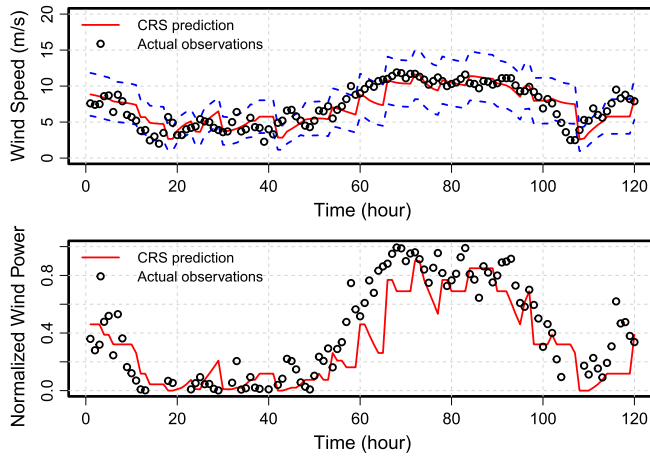 Wind Speed (m/s)
20
15
10
5
0
CRS prediction
Actual observations
0 20 40 60 80 100 120
Time (hour)
Normalized Wind Power
0.8
0.4
0.0
CRS prediction
Actual observations
0 20 40 60 80 100 120
Time (hour)